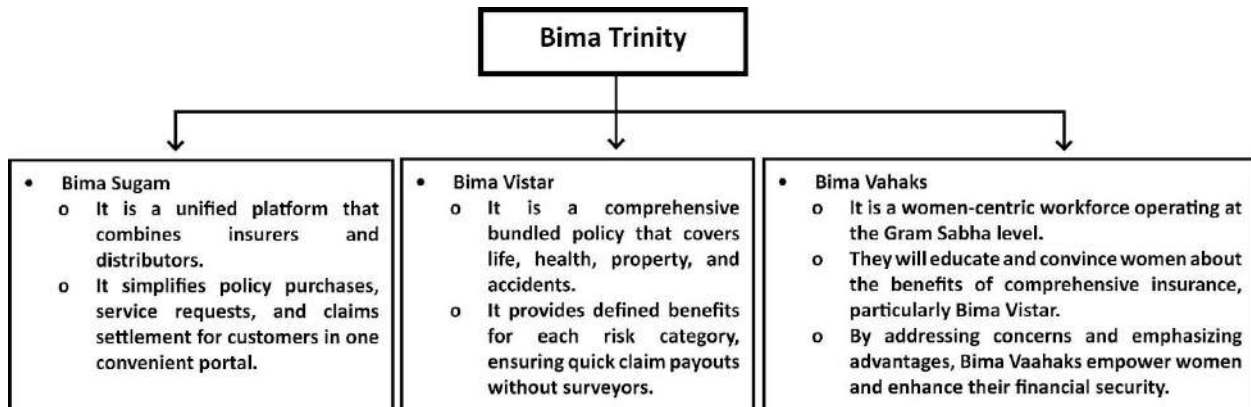 Bima Trinity
• Bima Sugam
o It is a unified platform that
combines insurers and
distributors.
o It simplifies policy purchases,
service requests, and claims
settlement for customers in one
convenient portal.
• Bima Vistar
o It is a comprehensive
bundled policy that covers
life, health, property, and
accidents.
o It provides defined benefits
for each risk category,
ensuring quick claim payouts
without surveyors.
• Bima Vahaks
o It is a women-centric workforce operating at
the Gram Sabha level.
o They will educate and convince women about
the benefits of comprehensive insurance,
particularly Bima Vistar.
o By addressing concerns and emphasizing
advantages, Bima Vaahaks empower women
and enhance their financial security.